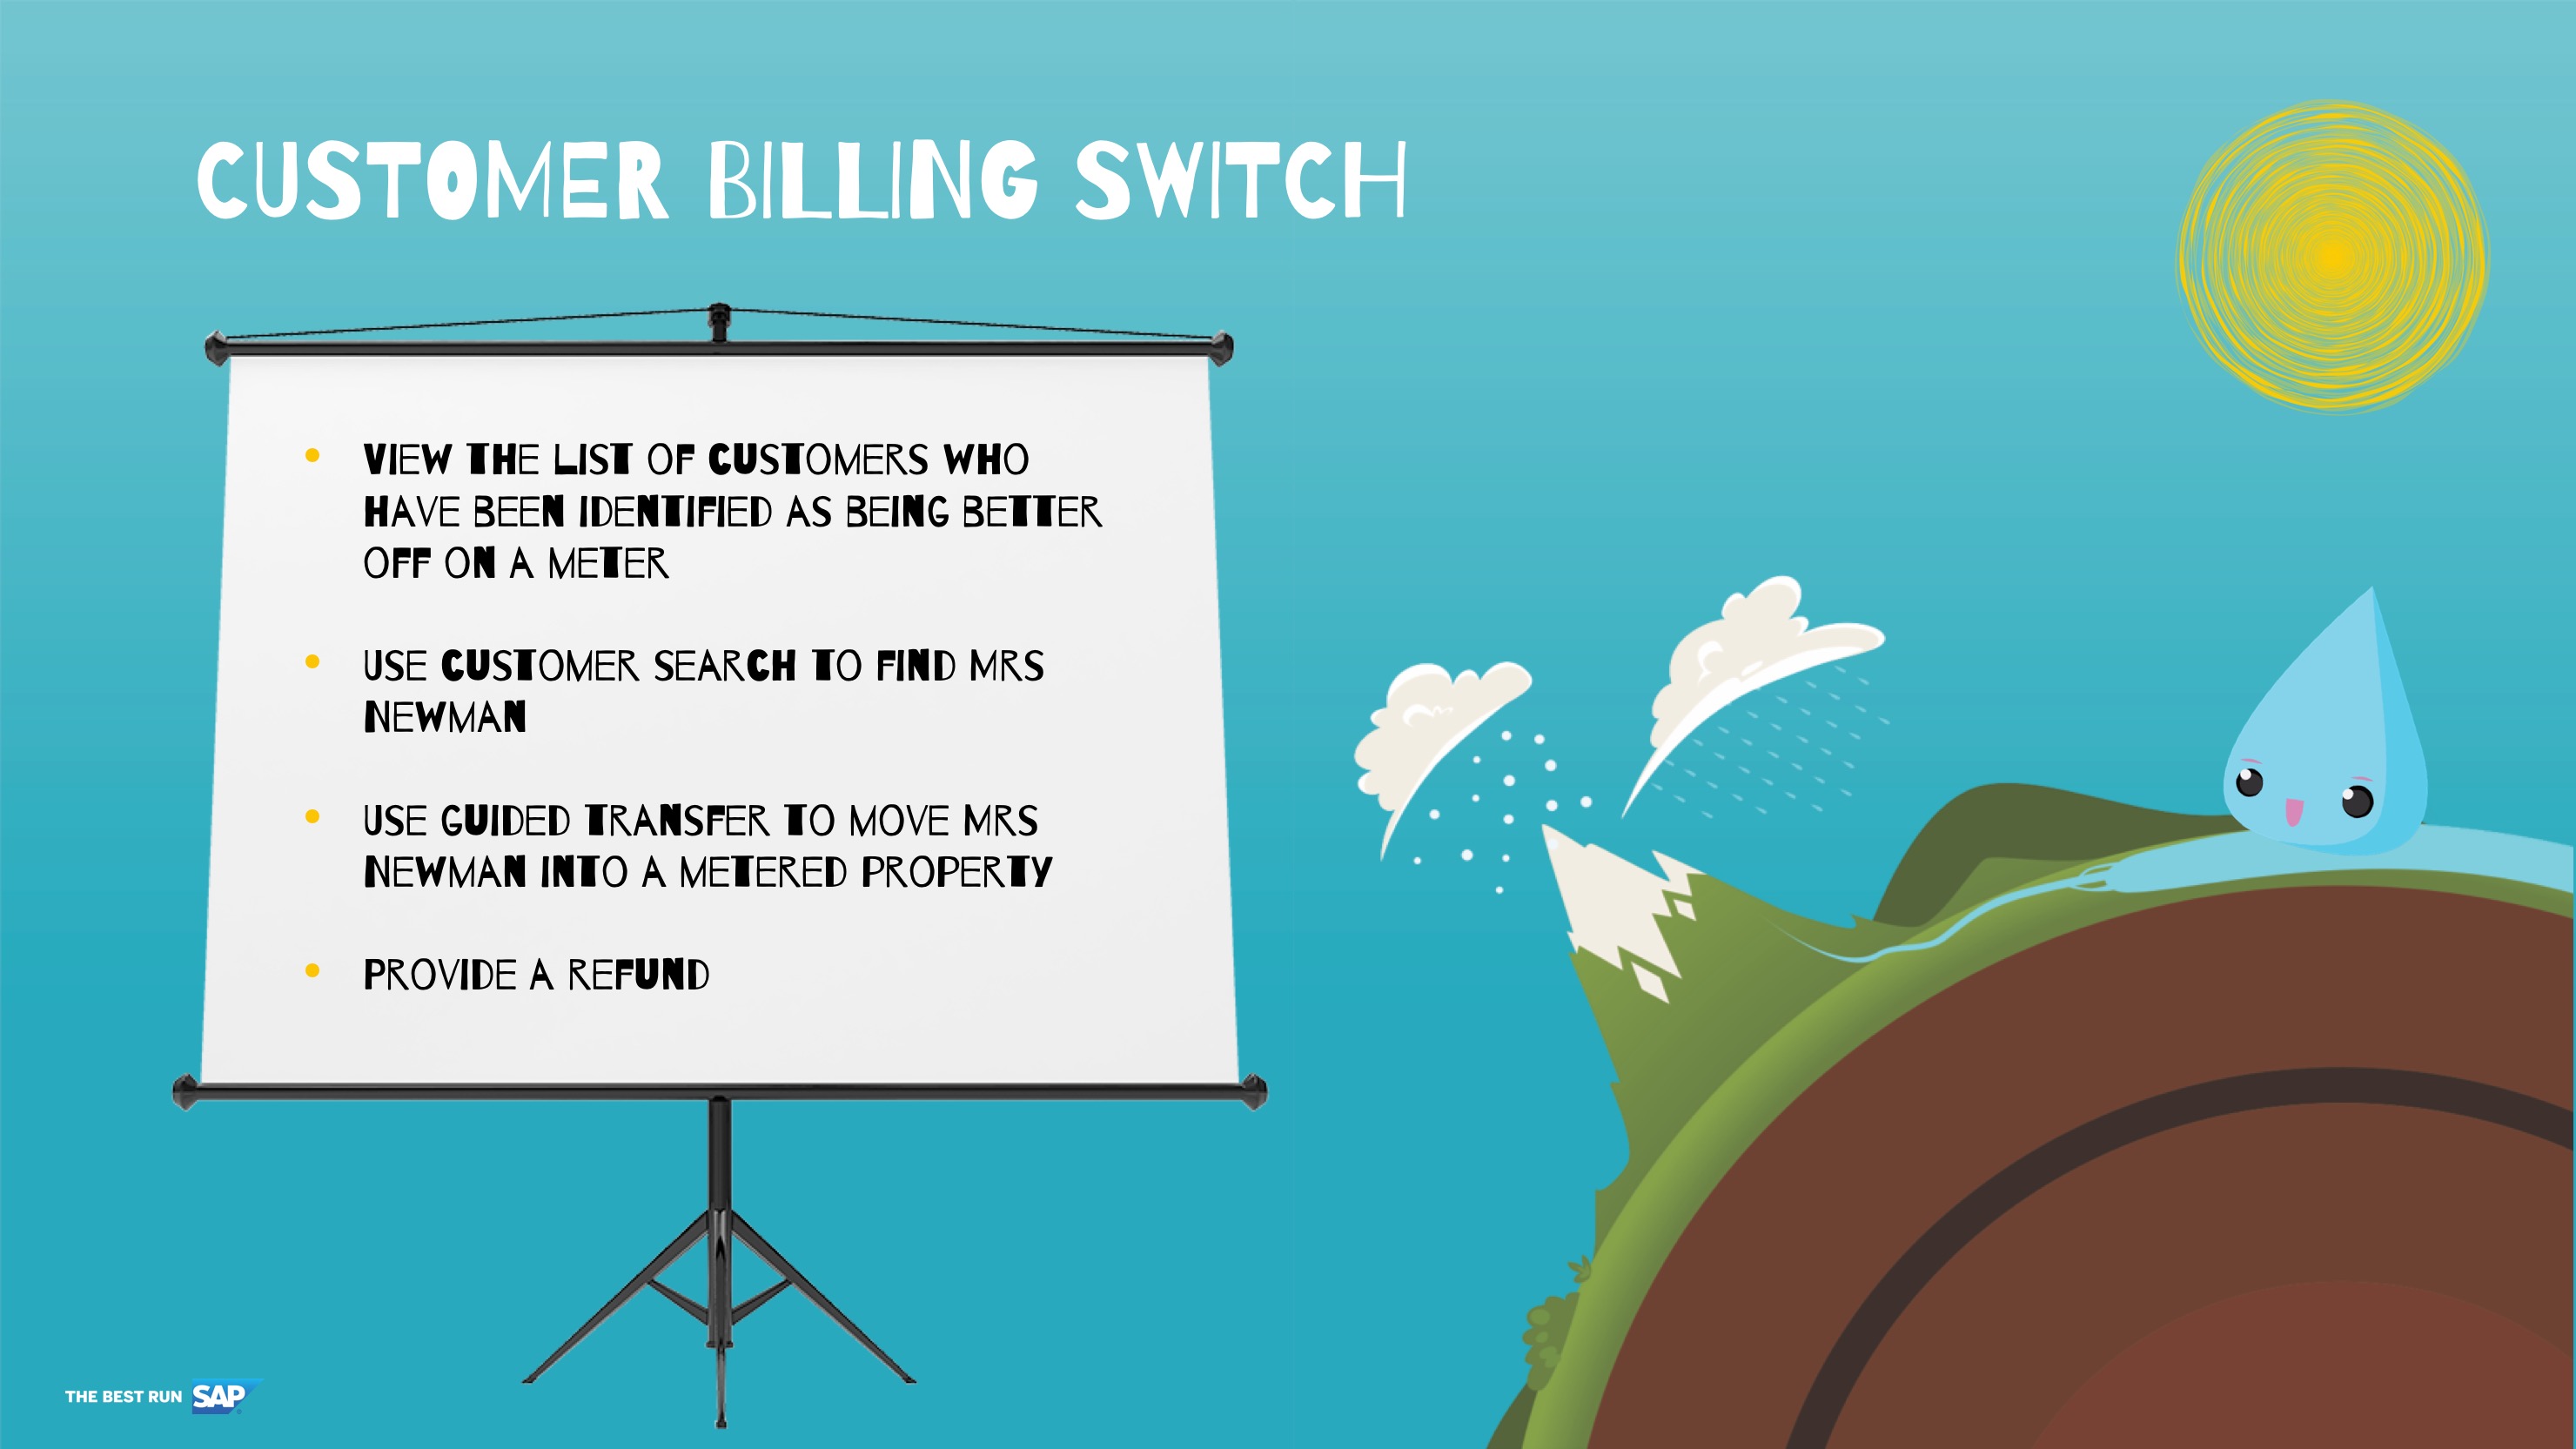 CUSTOMER BILLING SWITCH
• VIEW THE LIST OF CUSTOMERS WHO
HAVE BEEN IDENTIFIED AS BEING BETTER
OFF ON A METER
• USE CUSTOMER SEARCH TO FIND MRS
NEWMAN
• USE GUIDED TRANSFER TO MOVE MRS
NEWMAN INTO A METERED PROPERTY
• PROVIDE A REFUND
THE BEST RUN SAP